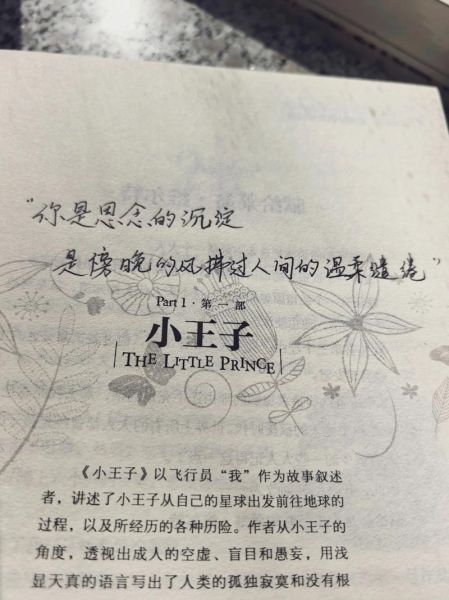 “你是思念的沉淀
是傍晚的风拂过人间的温柔缱绻”
Part 1 · 第一部
小王子
THE LITTLE PRINCE
《小王子》以飞行员“我”作为故事叙述
者，讲述了小王子从自己的星球出发前往地球的
过程，以及所经历的各种历险。作者从小王子的
角度，透视出成人的空虚、盲目和愚妄，用浅
显天真的语言写出了人类的孤独寂寞和没有根